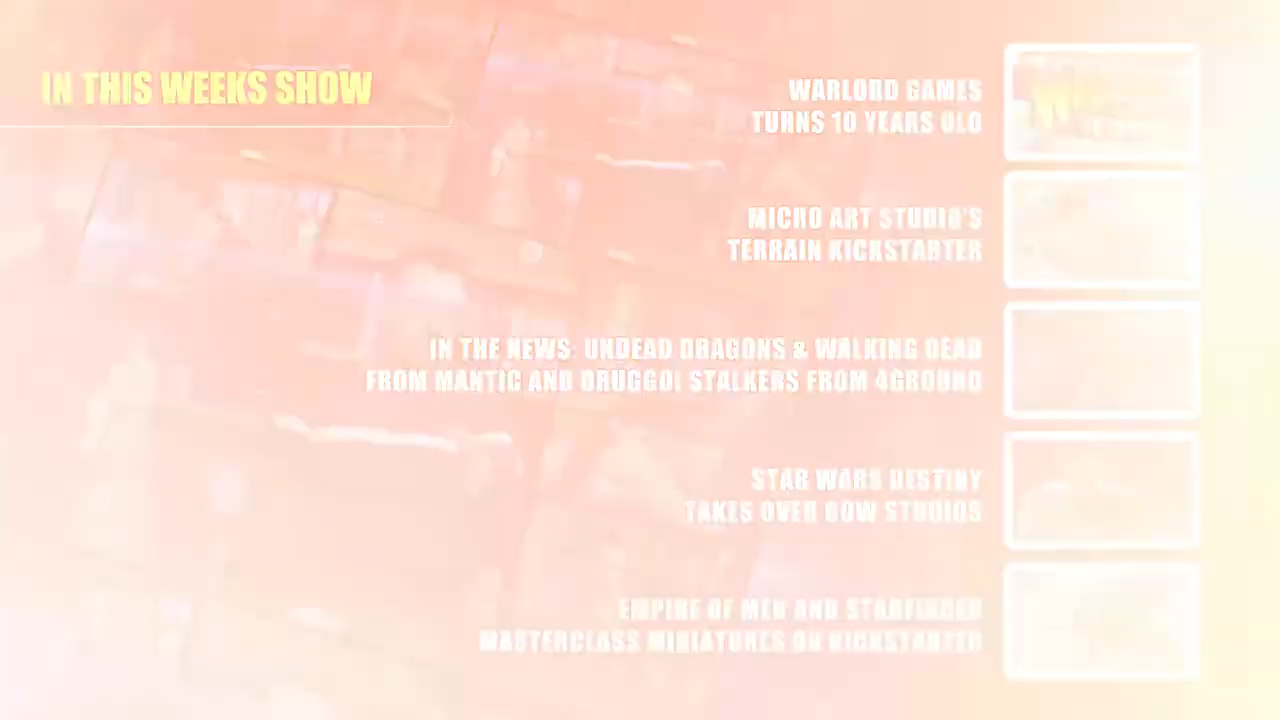 IN THIS WEEKS SHOW
WARLORD GAMES
TURNS 10 YEARS OLD
MICRO ART STUDIO'S
TERRAIN KICKSTARTER
IN THE NEWS: UNDEAD DRAGONS & WALKING DEAD
FROM MANTIC AND DRUGGO! STALKERS FROM 4GROUND
STAR WARS DESTINY
TAKES OVER BOW STUDIOS
EMPIRE OF MEN AND STARFINDER
MASTERCLASS MINIATURES ON KICKSTARTER